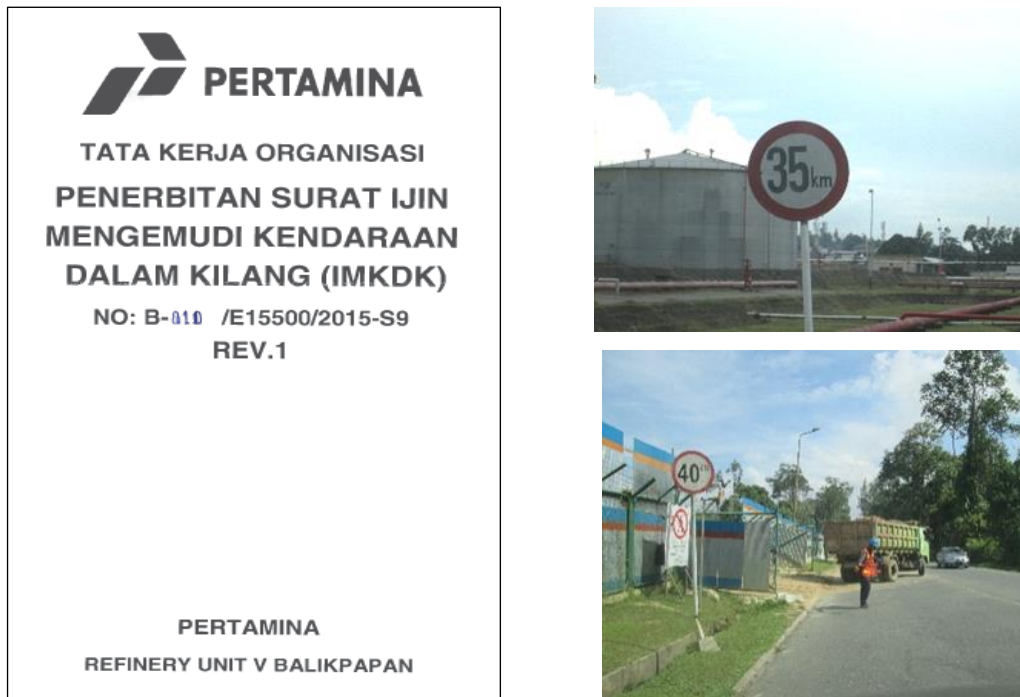 PERTAMINA
TATA KERJA ORGANISASI
PENERBITAN SURAT IJIN
MENGEMUDI KENDARAAN
DALAM KILANG (IMKDK)
NO: B-010 /E15500/2015-S9
REV.1
PERTAMINA
REFINERY UNIT V BALIKPAPAN
35km
40